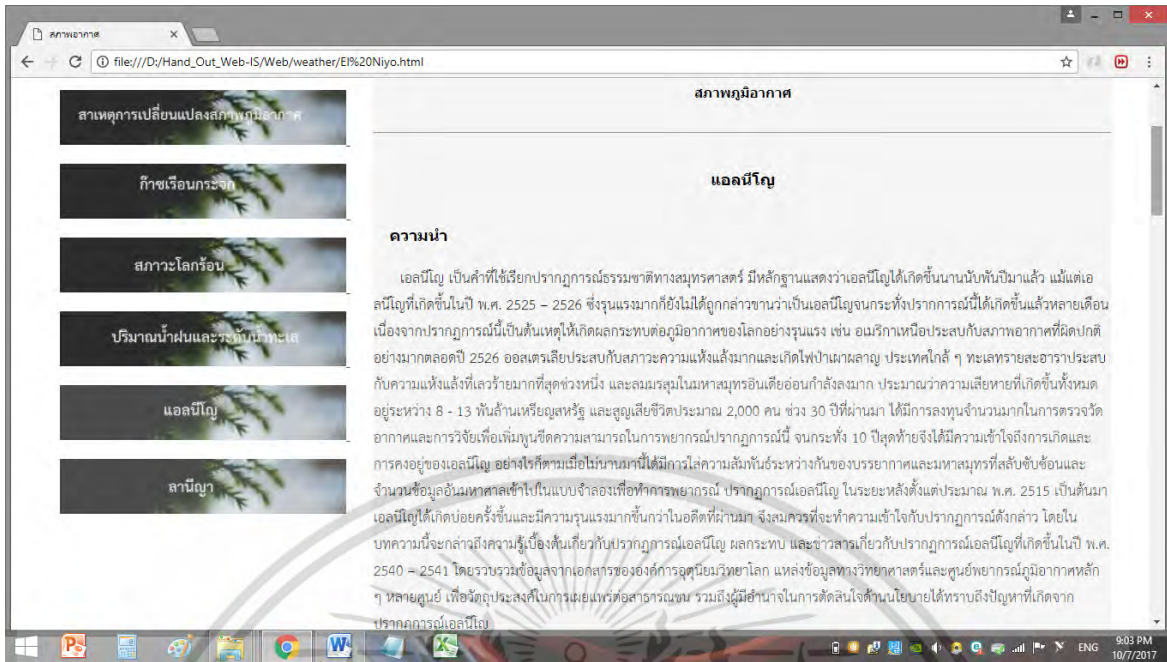 สภาพอากาศ
file:///D:/Hand_Out_Web-IS/Web/weather/El%20Niyo.html
สาเหตุการเปลี่ยนแปลงสภาพภูมิอากาศ
ก๊าซเรือนกระจก
สภาวะโลกร้อน
ปริมาณน้ำฝนและระดับน้ำทะเล
แอลนีโญ
ลานีญา
สภาพภูมิอากาศ
แอลนีโญ
ความนำ
เอลนีโญ เป็นคำที่ใช้เรียกปรากฏการณ์ธรรมชาติทางสมุทรศาสตร์ มีหลักฐานแสดงว่าเอลนีโญได้เกิดขึ้นนานนับพันปีมาแล้ว แม้แต่เอ
ลนีโญที่เกิดขึ้นในปี พ.ศ. 2525 – 2526 ซึ่งรุนแรงมากก็ยังไม่ได้ถูกกล่าวขานว่าเป็นเอลนีโญจนกระทั่งปรากการณ์นี้ได้เกิดขึ้นแล้วหลายเดือน
เนื่องจากปรากฏการณ์นี้เป็นต้นเหตุให้เกิดผลกระทบต่อภูมิอากาศของโลกอย่างรุนแรง เช่น อเมริกาเหนือประสบกับสภาพอากาศที่ผิดปกติ
อย่างมากตลอดปี 2526 ออสเตรเลียประสบกับสภาวะความแห้งแล้งมากและเกิดไฟป่าเผาผลาญ ประเทศใกล้ ๆ ทะเลทรายสะฮาราประสบ
กับความแห้งแล้งที่เลวร้ายมากที่สุดช่วงหนึ่ง และลมมรสุมในมหาสมุทรอินเดียอ่อนกำลังลงมาก ประมาณว่าความเสียหายที่เกิดขึ้นทั้งหมด
อยู่ระหว่าง 8 - 13 พันล้านเหรียญสหรัฐ และสูญเสียชีวิตประมาณ 2,000 คน ช่วง 30 ปีที่ผ่านมา ได้มีการลงทุนจำนวนมากในการตรวจวัด
อากาศและการวิจัยเพื่อเพิ่มพูนขีดความสามารถในการพยากรณ์ปรากฏการณ์นี้ จนกระทั่ง 10 ปีสุดท้ายจึงได้มีความเข้าใจถึงการเกิดและ
การคงอยู่ของเอลนีโญ อย่างไรก็ตามเมื่อไม่นานมานี้ได้มีการใส่ความสัมพันธ์ระหว่างกันของบรรยากาศและมหาสมุทรที่สลับซับซ้อนและ
จำนวนข้อมูลอันมหาศาลเข้าไปในแบบจำลองเพื่อทำการพยากรณ์ ปรากฏการณ์เอลนีโญ ในระยะหลังตั้งแต่ประมาณ พ.ศ. 2515 เป็นต้นมา
เอลนีโญได้เกิดบ่อยครั้งขึ้นและมีความรุนแรงมากขึ้นกว่าในอดีตที่ผ่านมา จึงสมควรที่จะทำความเข้าใจกับปรากฏการณ์ดังกล่าว โดยใน
บทความนี้จะกล่าวถึงความรู้เบื้องต้นเกี่ยวกับปรากฏการณ์เอลนีโญ ผลกระทบ และข่าวสารเกี่ยวกับปรากฏการณ์เอลนีโญที่เกิดขึ้นในปี พ.ศ.
2540 – 2541 โดยรวบรวมข้อมูลจากเอกสารขององค์การอุตุนิยมวิทยาโลก แหล่งข้อมูลทางวิทยาศาสตร์และศูนย์พยากรณ์ภูมิอากาศหลัก
ๆ หลายศูนย์ เพื่อวัตถุประสงค์ในการเผยแพร่ต่อสาธารณชน รวมถึงผู้มีอำนาจในการตัดสินใจด้านนโยบายได้ทราบถึงปัญหาที่เกิดจาก
ปรากฏการณ์เอลนีโญ
ENG
9:03 PM
10/7/2017